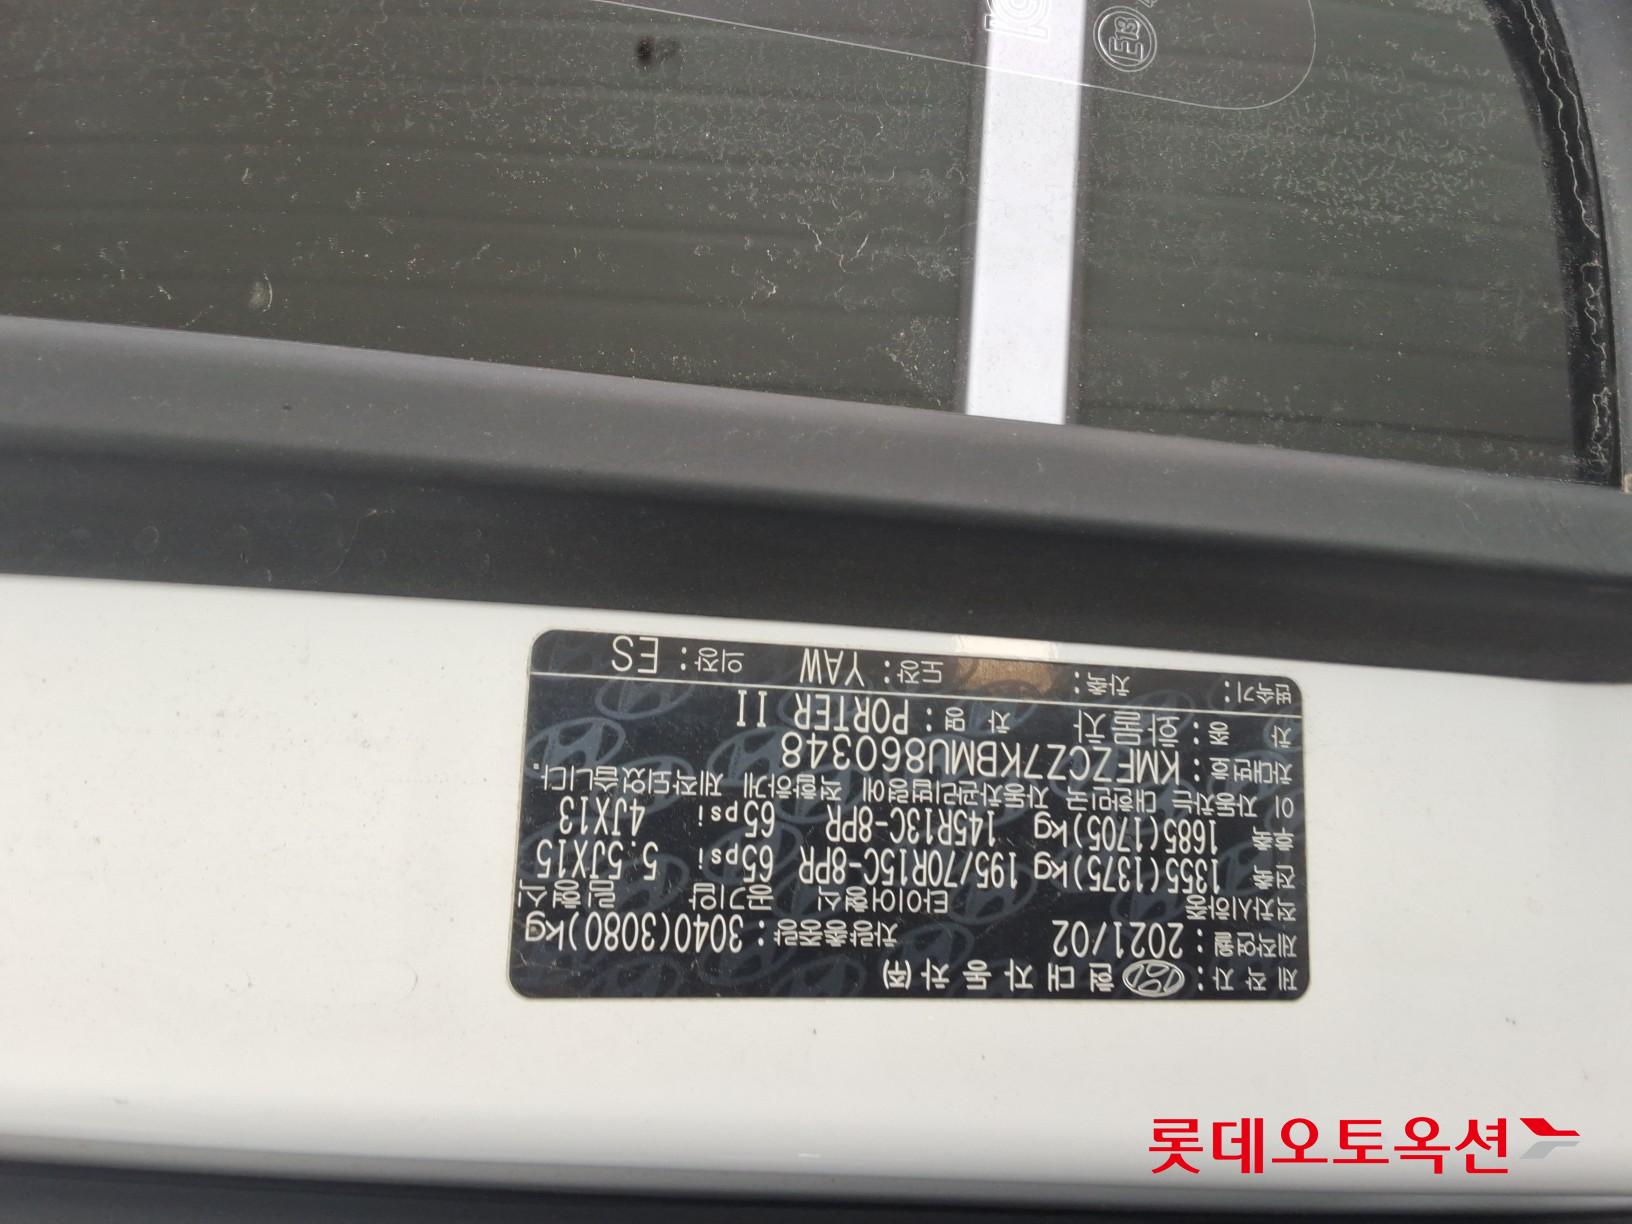 제 작 자 : 현 대 자 동 차 (주)
제작연월 : 2021/02 차량총중량 : 3040(3080)kg
적차시하중 타이어형식 공기압 림형식
전 축 1355(1375)kg 195/70R15C-8PR 65psi 5.5JX15
후 축 1685(1705)kg 145R13C-8PR 65psi 4JX13
이 자동차는 대한민국 자동차관리법령에 적합하게 제작되었습니다.
차대번호 : KMFZCZ7KBMU860348
차 종 : 화물차 차 명 : PORTER II
변속기 : 차축 : 도장 : YAW 의장 : ES
E13
롯데오토옥션